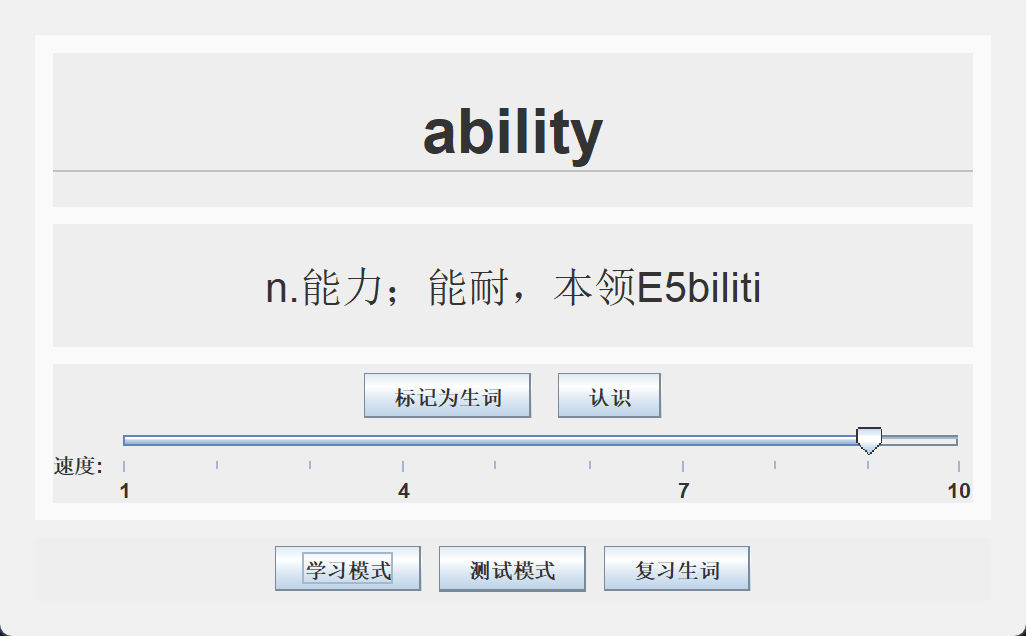 ability
n.能力；能耐，本领E5biliti
标记为生词 认识
速度:
1 4 7 10
学习模式 测试模式 复习生词